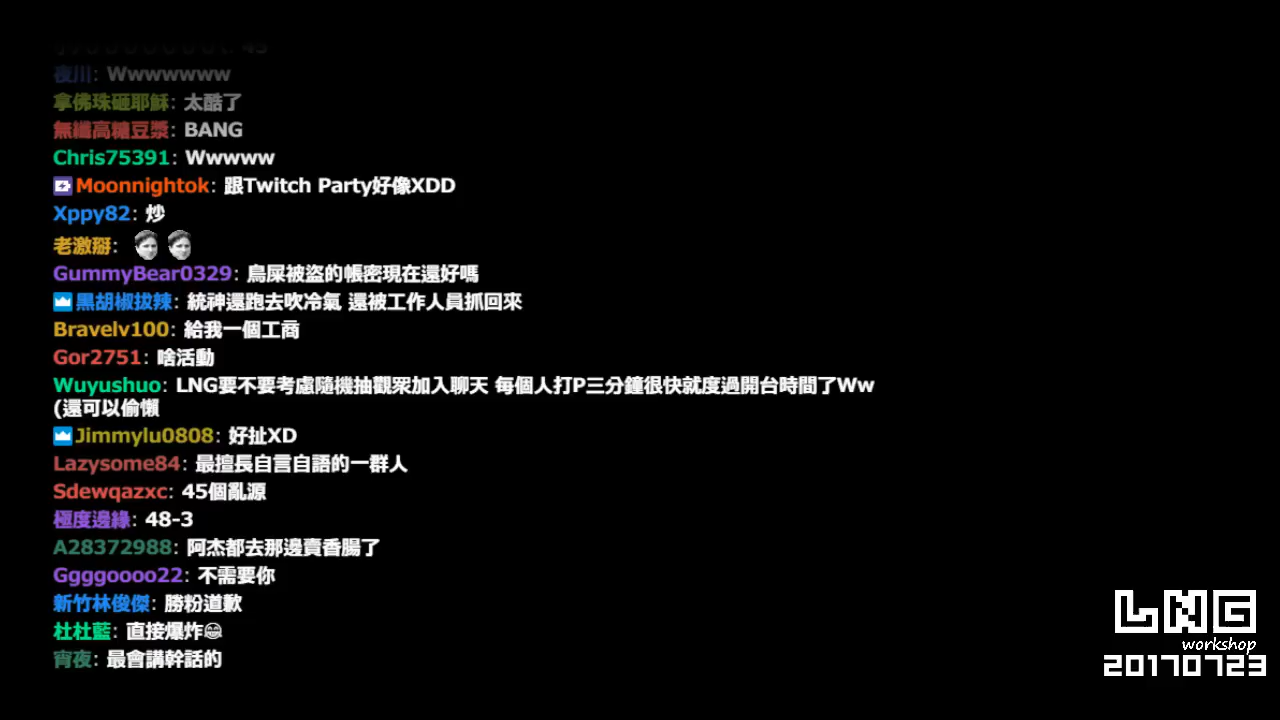 夜川: Wwwwwww
拿佛珠砸耶穌: 太酷了
無纖高糖豆漿: BANG
Chris75391: Wwwww
Moonnightok: 跟Twitch Party好像XDD
Xppy82: 炒
老激掰:
GummyBear0329: 鳥屎被盜的帳密現在還好嗎
黑胡椒拔辣: 統神還跑去吹冷氣 還被工作人員抓回來
Bravelv100: 給我一個工商
Gor2751: 啥活動
Wuyushuo: LNG要不要考慮隨機抽觀眾加入聊天 每個人打P三分鐘很快就度過開台時間了Ww
(還可以偷懶
Jimmylu0808: 好扯XD
Lazysome84: 最擅長自言自語的一群人
Sdewqazxc: 45個亂源
極度邊緣: 48-3
A28372988: 阿杰都去那邊賣香腸了
Ggggoooo22: 不需要你
新竹林俊傑: 勝粉道歉
杜杜藍: 直接爆炸😂
宵夜: 最會講幹話的
LNG
workshop
20170723